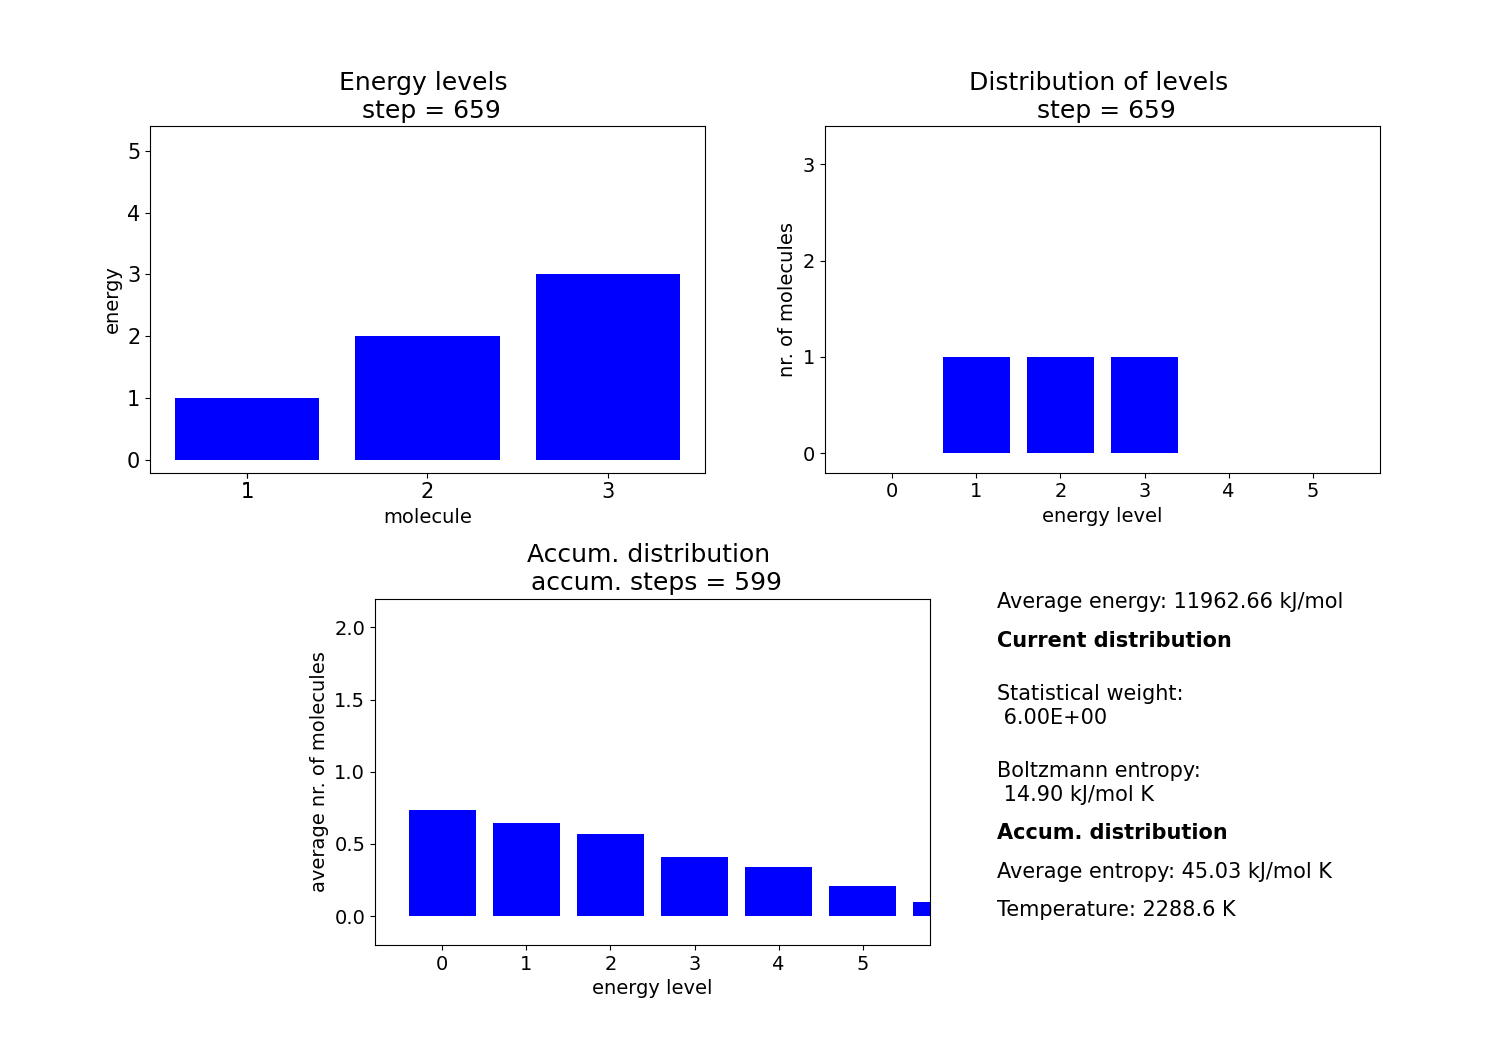 Energy levels
step = 659
5
4
3
2
1
0
energy
1
2
3
molecule
Distribution of levels
step = 659
3
2
1
0
nr. of molecules
0
1
2
3
4
5
energy level
Accum. distribution
accum. steps = 599
2.0
1.5
1.0
0.5
0.0
average nr. of molecules
0
1
2
3
4
5
energy level
Average energy: 11962.66 kJ/mol
Current distribution
Statistical weight:
6.00E+00
Boltzmann entropy:
14.90 kJ/mol K
Accum. distribution
Average entropy: 45.03 kJ/mol K
Temperature: 2288.6 K